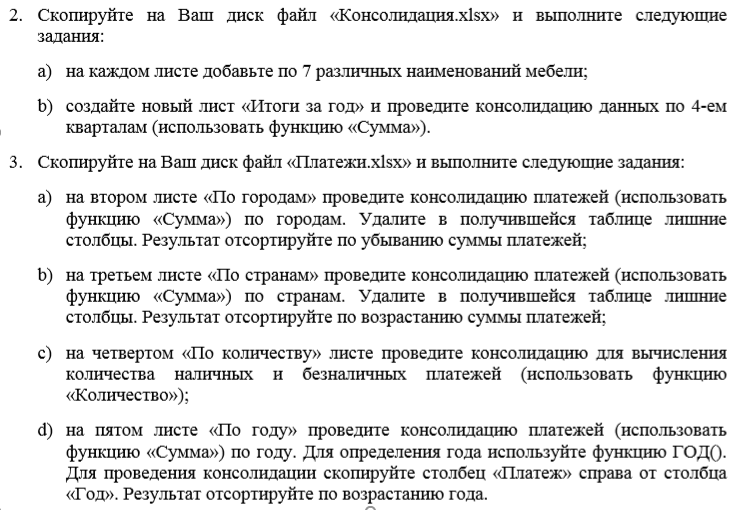 2. Скопируйте на Ваш диск файл «Консолидация.xlsx» и выполните следующие
задания:
a) на каждом листе добавьте по 7 различных наименований мебели;
b) создайте новый лист «Итоги за год» и проведите консолидацию данных по 4-ем
кварталам (использовать функцию «Сумма»).
3. Скопируйте на Ваш диск файл «Платежи.xlsx» и выполните следующие задания:
a) на втором листе «По городам» проведите консолидацию платежей (использовать
функцию «Сумма») по городам. Удалите в получившейся таблице лишние
столбцы. Результат отсортируйте по убыванию суммы платежей;
b) на третьем листе «По странам» проведите консолидацию платежей (использовать
функцию «Сумма») по странам. Удалите в получившейся таблице лишние
столбцы. Результат отсортируйте по возрастанию суммы платежей;
c) на четвертом «По количеству» листе проведите консолидацию для вычисления
количества наличных и безналичных платежей (использовать функцию
«Количество»);
d) на пятом листе «По году» проведите консолидацию платежей (использовать
функцию «Сумма») по году. Для определения года используйте функцию ГОД().
Для проведения консолидации скопируйте столбец «Платеж» справа от столбца
«Год». Результат отсортируйте по возрастанию года.